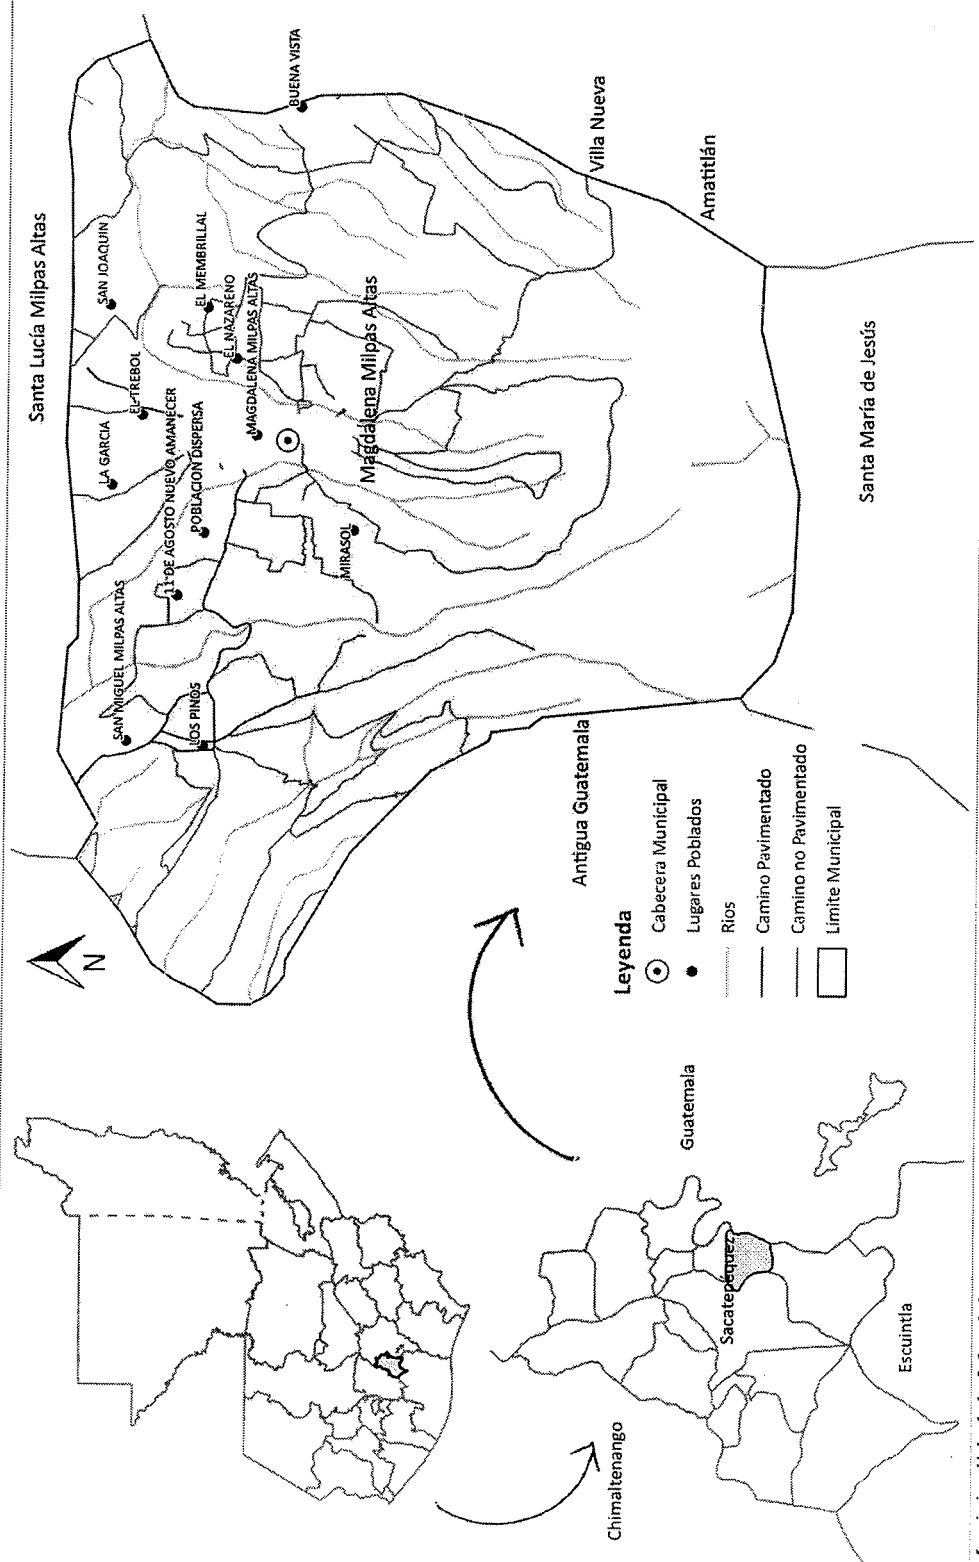 Santa Lucía Milpas Altas
BUENA VISTA
SAN JOAQUIN
EL TREBOL
LA GARCIA
EL MEMBRILLAL
EL NAZARENO
MAGDALENA MILPAS ALTAS
11 DE AGOSTO NUEVO AMANECER
POBLACION DISPERSA
SAN MIGUEL MILPAS ALTAS
LOS PINOS
MIRASOL
Magdalena Milpas Altas
Villa Nueva
Amatitlán
Santa María de Jesús
Antigua Guatemala
N
Leyenda
Cabecera Municipal
Lugares Poblados
Rios
Camino Pavimentado
Camino no Pavimentado
Limite Municipal
Guatemala
Sacatepéquez
Chimaltenango
Escuintla